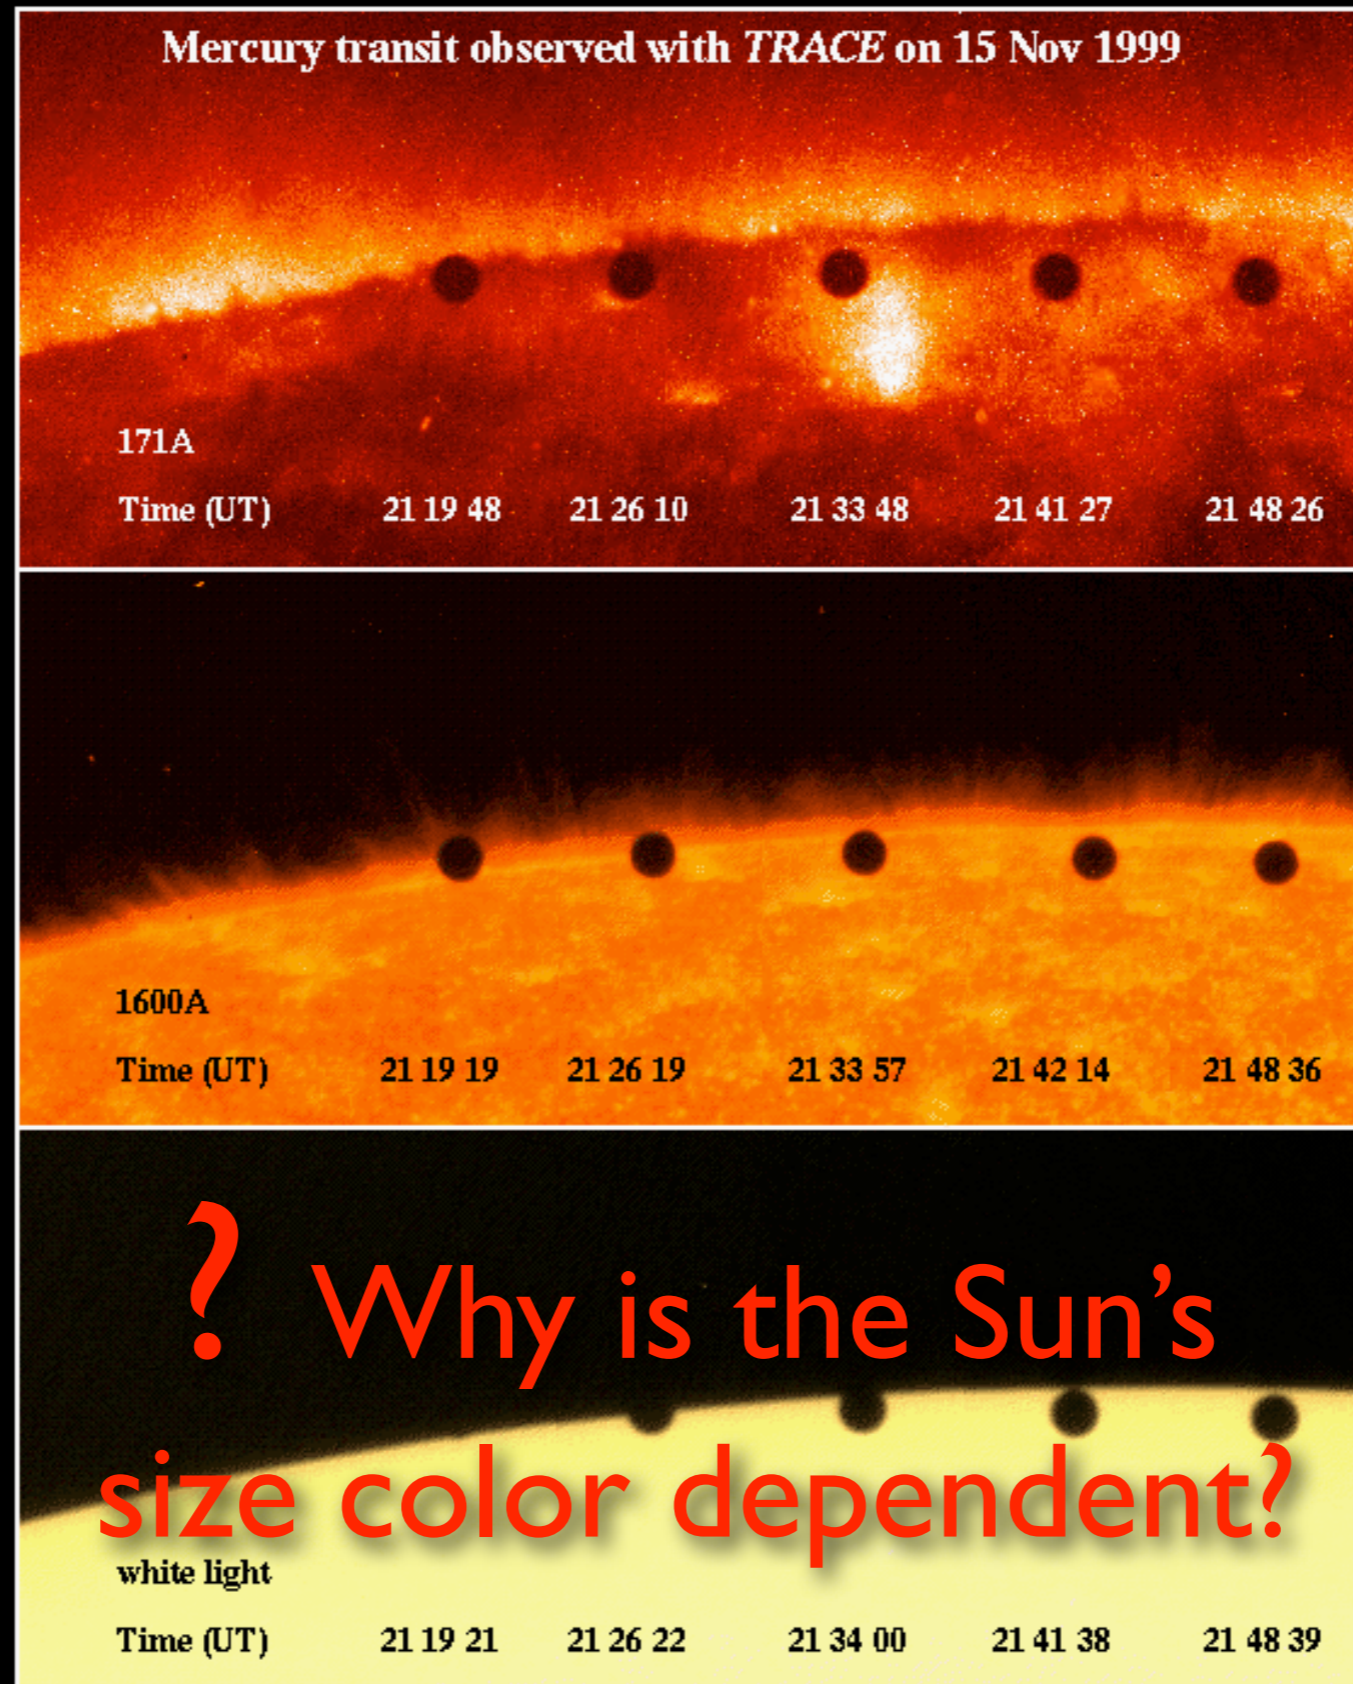 Mercury transit observed with TRACE on 15 Nov 1999
171A
Time (UT) 21 19 48 21 26 10 21 33 48 21 41 27 21 48 26
1600A
Time (UT) 21 19 19 21 26 19 21 33 57 21 42 14 21 48 36
? Why is the Sun’s
size color dependent?
white light
Time (UT) 21 19 21 21 26 22 21 34 00 21 41 38 21 48 39